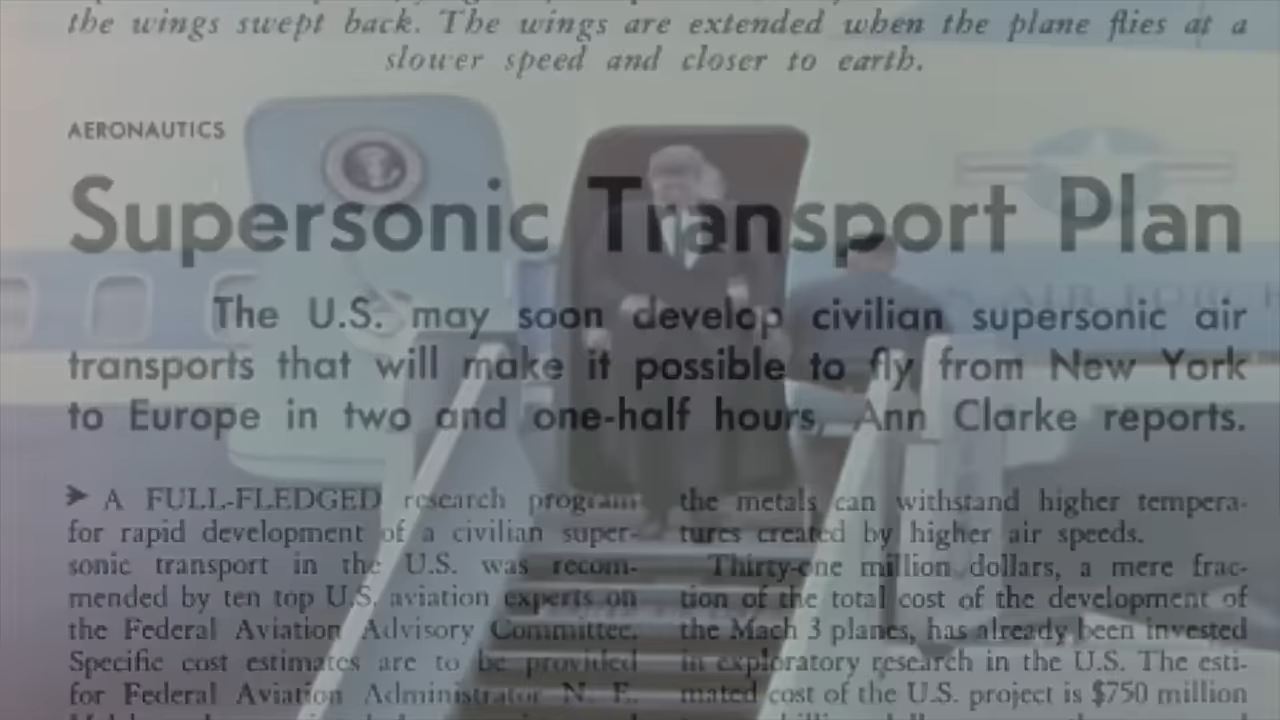 the wings swept back. The wings are extended when the plane flies at a
slower speed and closer to earth.
AERONAUTICS
Supersonic Transport Plan
The U.S. may soon develop civilian supersonic air
transports that will make it possible to fly from New York
to Europe in two and one-half hours, Ann Clarke reports.
➤ A FULL-FLEDGED research program
for rapid development of a civilian super-
sonic transport in the U.S. was recom-
mended by ten top U.S. aviation experts on
the Federal Aviation Advisory Committee.
Specific cost estimates are to be provided
for Federal Aviation Administrator N. E.
the metals can withstand higher tempera-
tures created by higher air speeds.
Thirty-one million dollars, a mere frac-
tion of the total cost of the development of
the Mach 3 planes, has already been invested
in exploratory research in the U.S. The esti-
mated cost of the U.S. project is $750 million
AIR FORCE